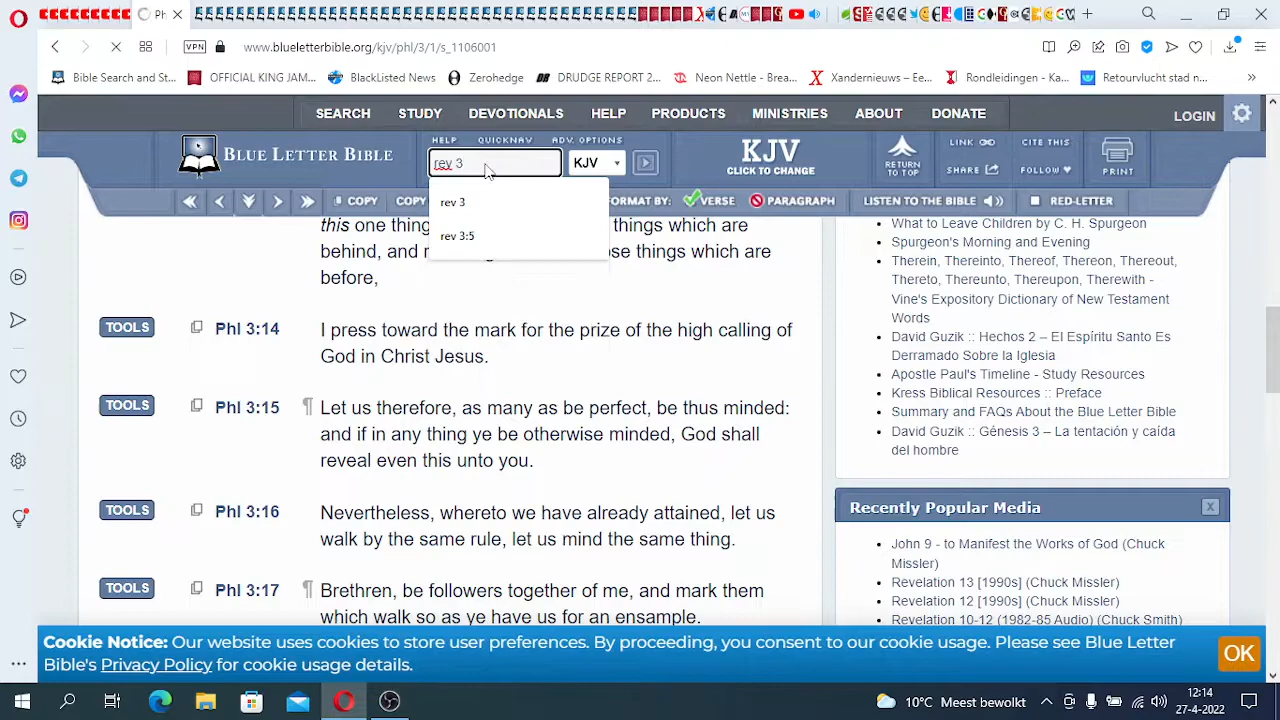 Ph
VPN
www.blueletterbible.org/kjv/phl/3/1/s_1106001
Bible Search and St...
OFFICIAL KING JAM...
BlackListed News
Zerohedge
DRUDGE REPORT 2...
Neon Nettle - Brea...
Xandernieuws – Ee...
Rondleidingen - Ka...
Retourvlucht stad n...
SEARCH
STUDY
DEVOTIONALS
HELP
PRODUCTS
MINISTRIES
ABOUT
DONATE
LOGIN
BLUE LETTER BIBLE
HELP
QUICKNAV
ADV. OPTIONS
rev 3
KJV
KJV
CLICK TO CHANGE
RETURN
TO TOP
LINK
CITE THIS
SHARE
FOLLOW
PRINT
rev 3
rev 3:5
COPY
COPY
FORMAT BY:
VERSE
PARAGRAPH
LISTEN TO THE BIBLE
RED-LETTER
this one thing
things which are
behind, and
ose things which are
before,
TOOLS
Phl 3:14
I press toward the mark for the prize of the high calling of
God in Christ Jesus.
TOOLS
Phl 3:15
¶ Let us therefore, as many as be perfect, be thus minded:
and if in any thing ye be otherwise minded, God shall
reveal even this unto you.
TOOLS
Phl 3:16
Nevertheless, whereto we have already attained, let us
walk by the same rule, let us mind the same thing.
TOOLS
Phl 3:17
¶ Brethren, be followers together of me, and mark them
which walk so as ye have us for an ensample.
What to Leave Children by C. H. Spurgeon
Spurgeon's Morning and Evening
Therein, Thereinto, Thereof, Thereon, Thereout,
Thereto, Thereunto, Thereupon, Therewith -
Vine's Expository Dictionary of New Testament
Words
David Guzik :: Hechos 2 – El Espíritu Santo Es
Derramado Sobre la Iglesia
Apostle Paul's Timeline - Study Resources
Kress Biblical Resources :: Preface
Summary and FAQs About the Blue Letter Bible
David Guzik :: Génesis 3 – La tentación y caída
del hombre
Recently Popular Media
X
John 9 - to Manifest the Works of God (Chuck
Missler)
Revelation 13 [1990s] (Chuck Missler)
Revelation 12 [1990s] (Chuck Missler)
Revelation 10-12 (1982-85 Audio) (Chuck Smith)
Cookie Notice: Our website uses cookies to store user preferences. By proceeding, you consent to our cookie usage. Please see Blue Letter
Bible's Privacy Policy for cookie usage details.
OK
10°C Meest bewolkt
12:14
27-4-2022